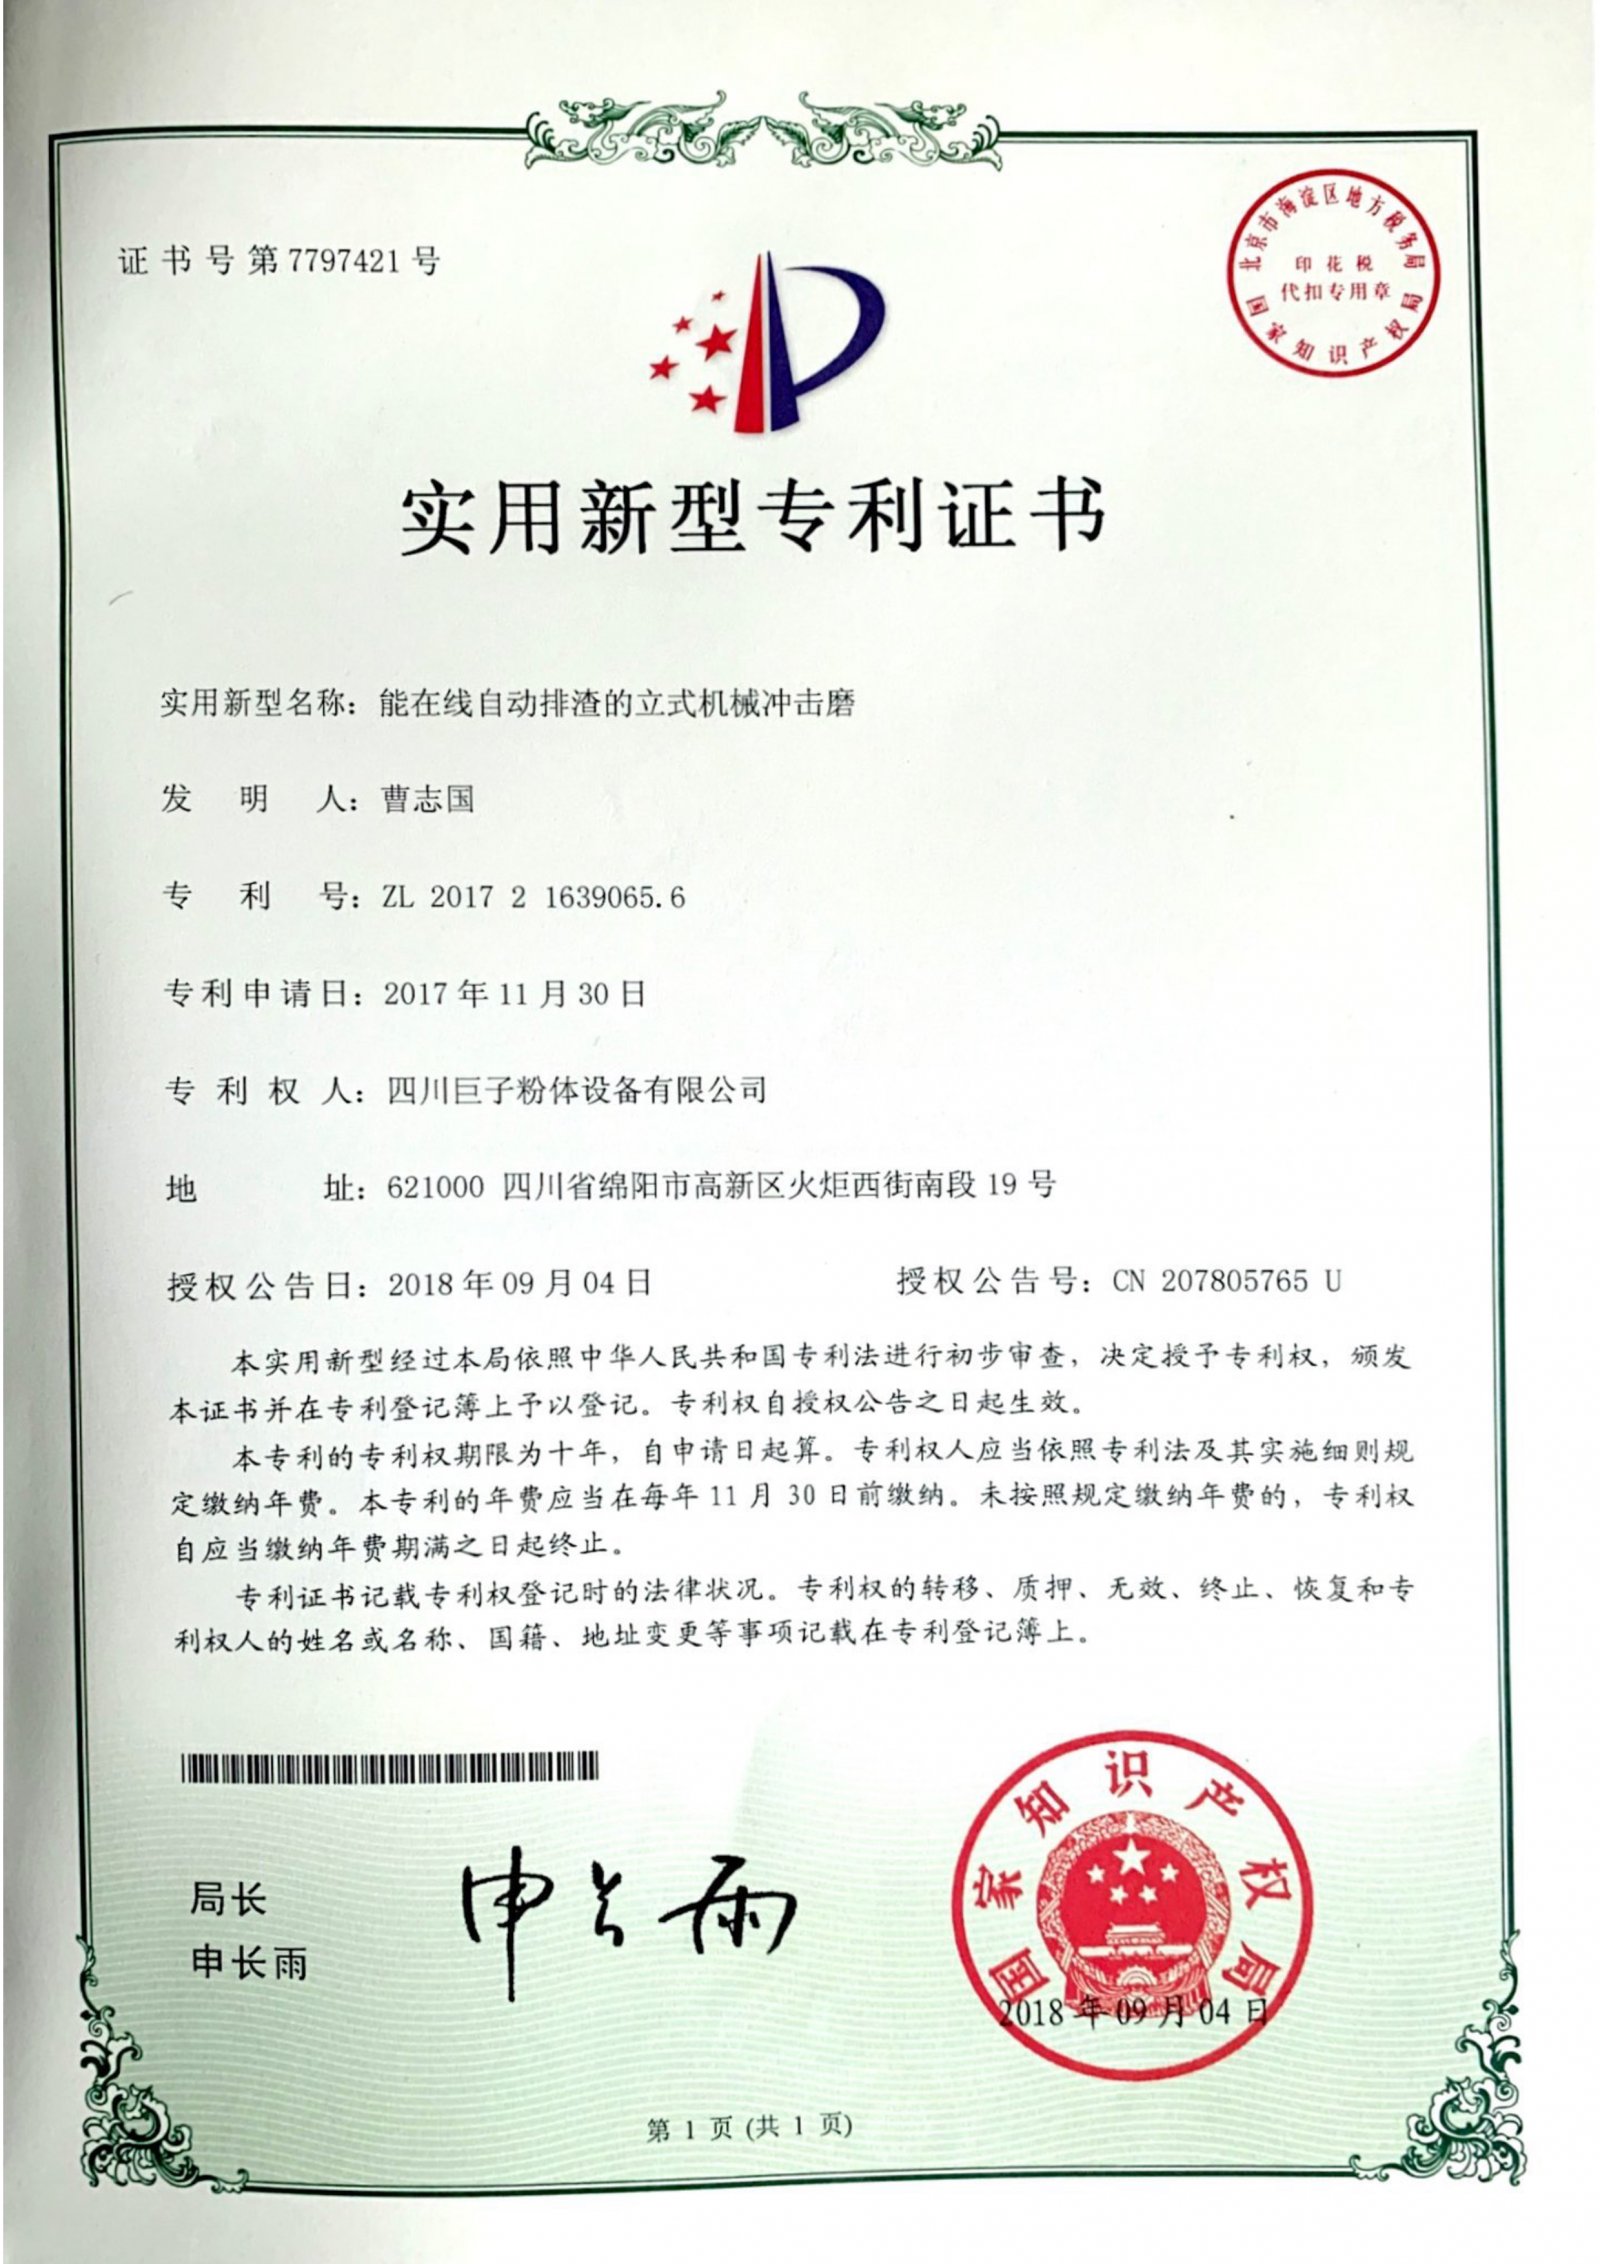 证书号第7797421号
北京市海淀区地方税务局
印花税
代扣专用章
国家知识产权局
实用新型专利证书
实用新型名称：能在线自动排渣的立式机械冲击磨
发明人：曹志国
专利号：ZL 2017 2 1639065.6
专利申请日：2017年11月30日
专利权人：四川巨子粉体设备有限公司
地址：621000 四川省绵阳市高新区火炬西街南段19号
授权公告日：2018年09月04日 授权公告号：CN 207805765 U
本实用新型经过本局依照中华人民共和国专利法进行初步审查，决定授予专利权，颁发
本证书并在专利登记簿上予以登记。专利权自授权公告之日起生效。
本专利的专利权期限为十年，自申请日起算。专利权人应当依照专利法及其实施细则规
定缴纳年费。本专利的年费应当在每年11月30日前缴纳。未按照规定缴纳年费的，专利权
自应当缴纳年费期满之日起终止。
专利证书记载专利权登记时的法律状况。专利权的转移、质押、无效、终止、恢复和专
利权人的姓名或名称、国籍、地址变更等事项记载在专利登记簿上。
局长
申长雨
申长雨
国家知识产权局
2018年09月04日
第1页(共1页)